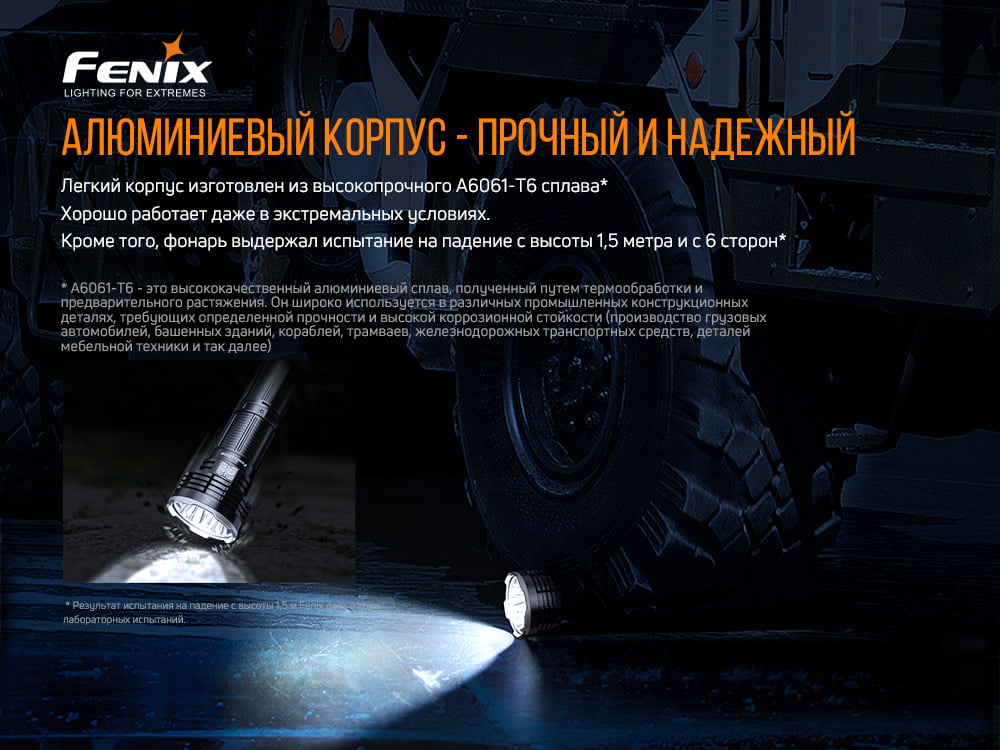 FENIX
LIGHTING FOR EXTREMES
АЛЮМИНИЕВЫЙ КОРПУС - ПРОЧНЫЙ И НАДЕЖНЫЙ
Легкий корпус изготовлен из высокопрочного А6061-Т6 сплава*
Хорошо работает даже в экстремальных условиях.
Кроме того, фонарь выдержал испытание на падение с высоты 1,5 метра и с 6 сторон*
* А6061-Т6 - это высококачественный алюминиевый сплав, полученный путем термообработки и
предварительного растяжения. Он широко используется в различных промышленных конструкционных
деталях, требующих определенной прочности и высокой коррозионной стойкости (производство грузовых
автомобилей, башенных зданий, кораблей, трамваев, железнодорожных транспортных средств, деталей
мебельной техники и так далее)
* Результат испытания на падение с высоты 1,5 м Fenix
лабораторных испытаний.